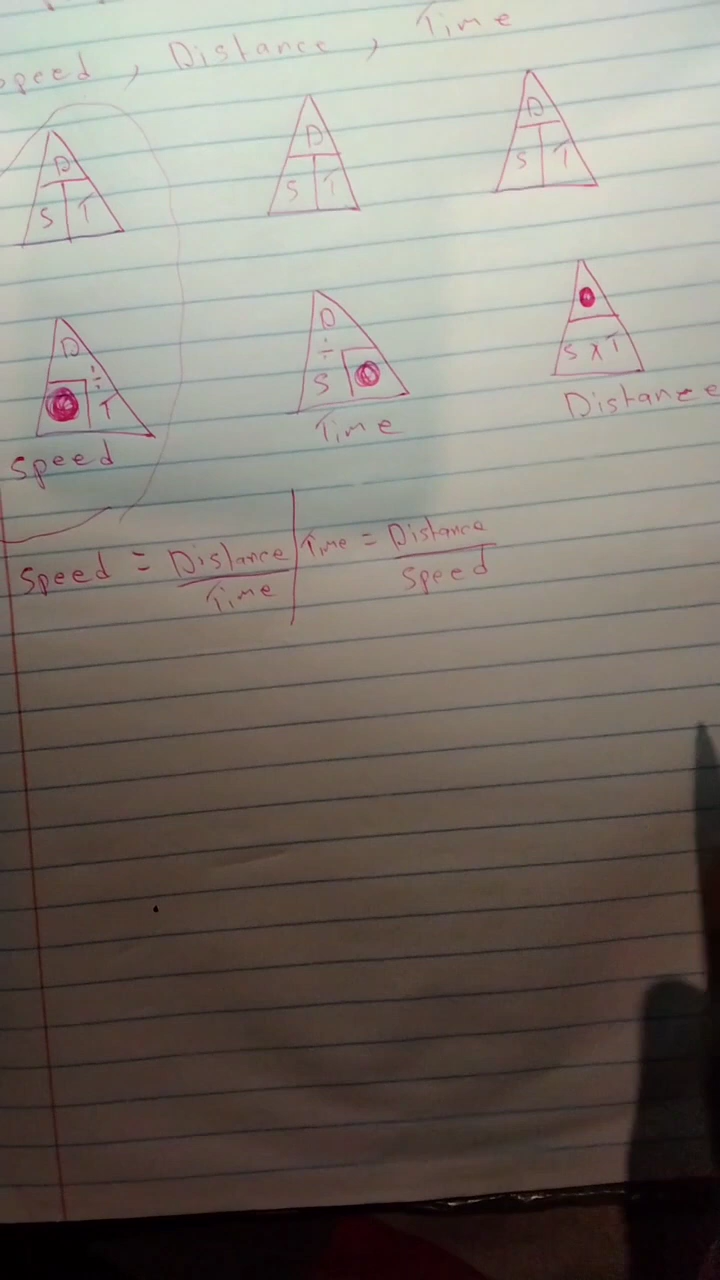 Speed, Distance, Time
D D D
S T S T S T
D D
÷ ÷
T S S X T
Speed Time Distance
Speed = Distance / Time | Time = Distance / Speed